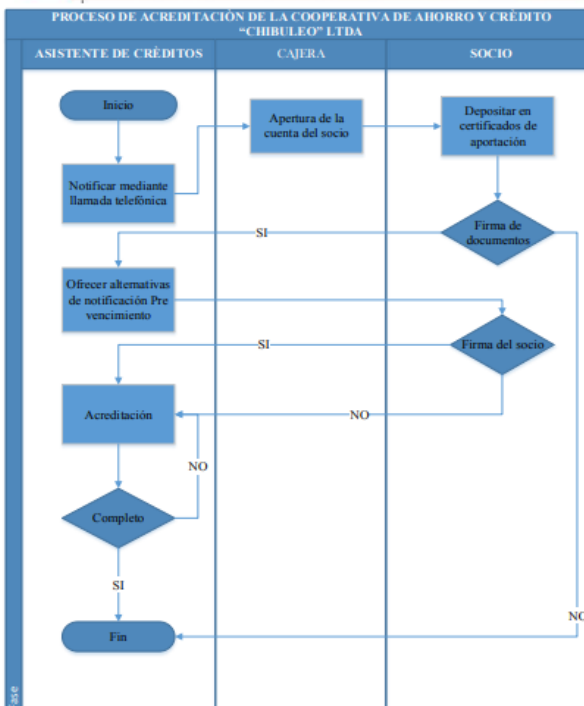 PROCESO DE ACREDITACIÓN DE LA COOPERATIVA DE AHORRO Y CRÉDITO
“CHIBULEO” LTDA
ASISTENTE DE CRÉDITOS
CAJERA
SOCIO
Inicio
Apertura de la
cuenta del socio
Depositar en
certificados de
aportación
Notificar mediante
llamada telefónica
Firma de
documentos
SI
Ofrecer alternativas
de notificación Pre
vencimiento
Firma del socio
SI
Acreditación
NO
NO
Completo
SI
NO
Fin